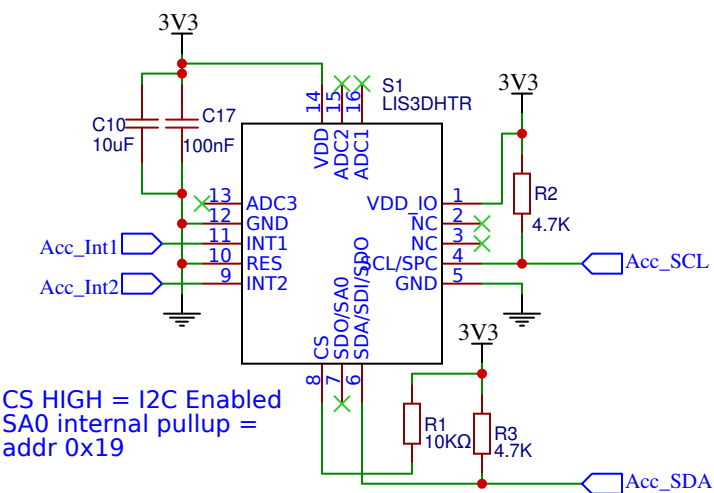 3V3
S1
LIS3DHTR
3V3
C10
10uF
C17
100nF
14
15
16
VDD
ADC2
ADC1
13
ADC3
12
GND
11
INT1
10
RES
9
INT2
VDD_IO
1
NC
2
NC
3
SCL/SPC
4
GND
5
R2
4.7K
Acc_Int1
Acc_Int2
Acc_SCL
CS
SDO/SA0
SDA/SDI/SDO
8
7
6
3V3
CS HIGH = I2C Enabled
SA0 internal pullup =
addr 0x19
R1
10KΩ
R3
4.7K
Acc_SDA